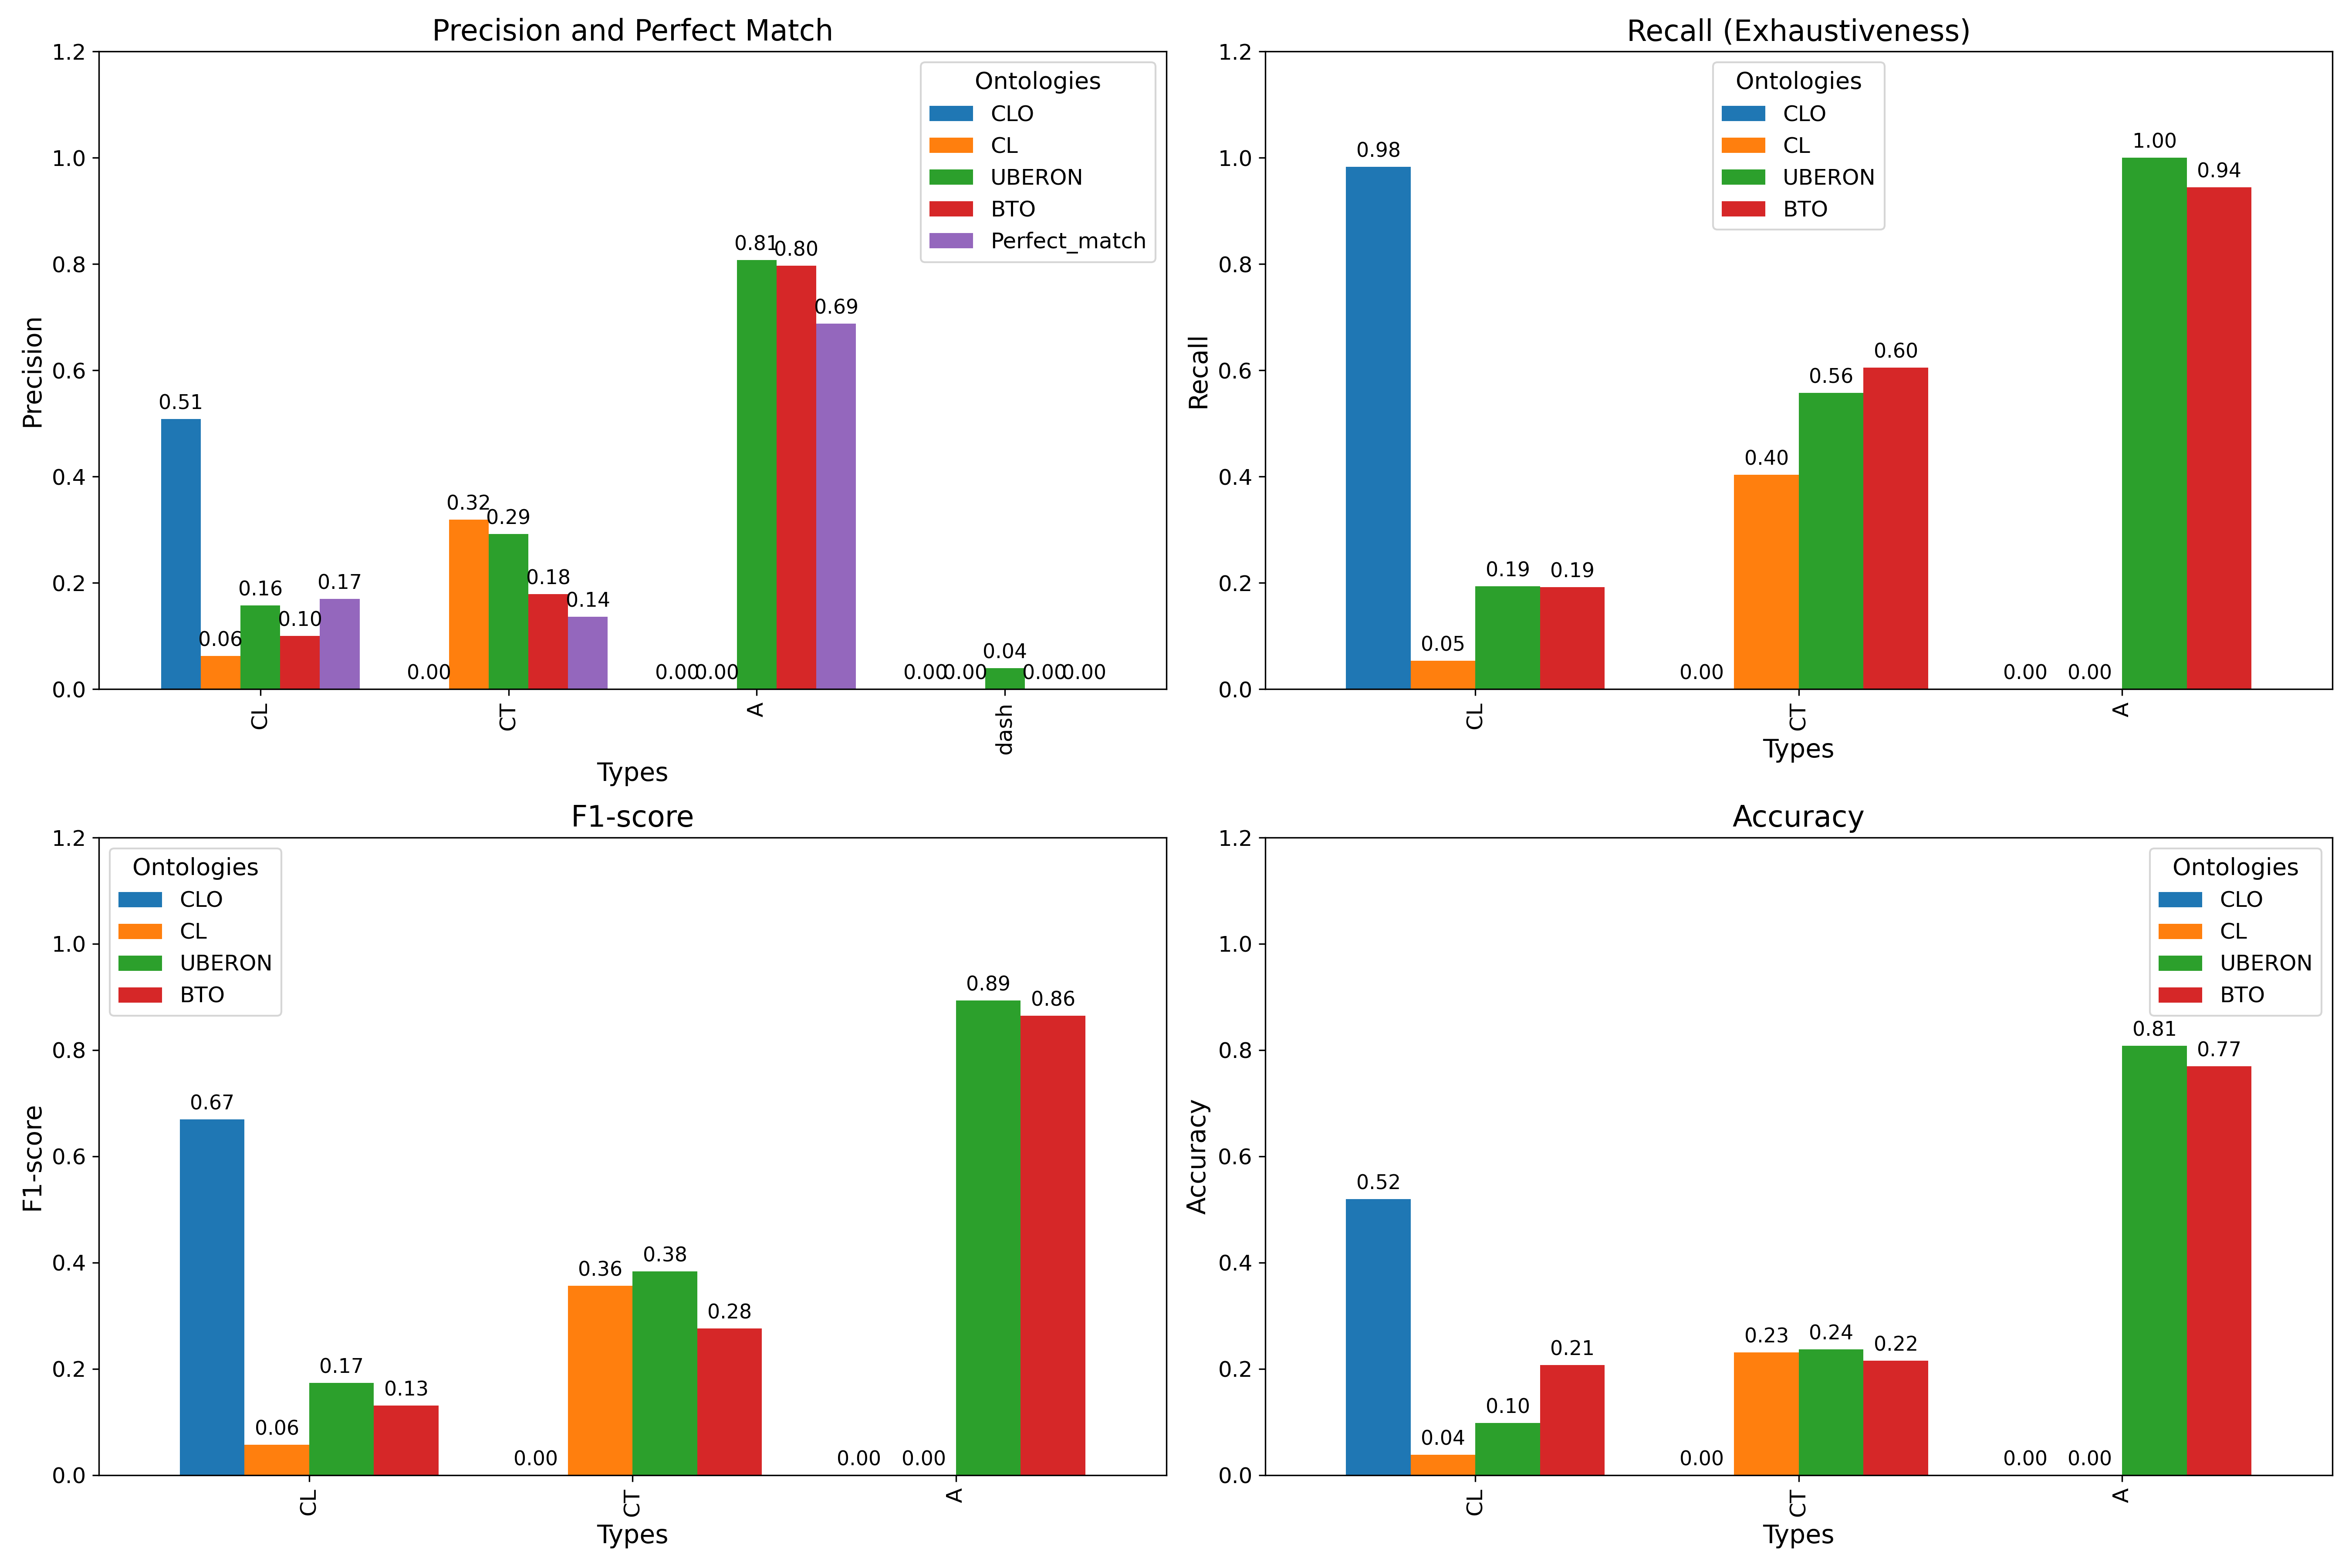 Precision and Perfect Match
Precision
1.2
1.0
0.8
0.6
0.4
0.2
0.0
Ontologies
CLO
CL
UBERON
BTO
Perfect_match
0.51
0.06
0.16
0.10
0.17
0.00
0.32
0.29
0.18
0.14
0.00
0.00
0.81
0.80
0.69
0.00
0.00
0.04
0.00
0.00
CL
CT
A
dash
Types
Recall (Exhaustiveness)
Recall
1.2
1.0
0.8
0.6
0.4
0.2
0.0
Ontologies
CLO
CL
UBERON
BTO
0.98
0.05
0.19
0.19
0.00
0.40
0.56
0.60
0.00
0.00
1.00
0.94
CL
CT
A
Types
F1-score
F1-score
1.2
1.0
0.8
0.6
0.4
0.2
0.0
Ontologies
CLO
CL
UBERON
BTO
0.67
0.06
0.17
0.13
0.00
0.36
0.38
0.28
0.00
0.00
0.89
0.86
CL
CT
A
Types
Accuracy
Accuracy
1.2
1.0
0.8
0.6
0.4
0.2
0.0
Ontologies
CLO
CL
UBERON
BTO
0.52
0.04
0.10
0.21
0.00
0.23
0.24
0.22
0.00
0.00
0.81
0.77
CL
CT
A
Types